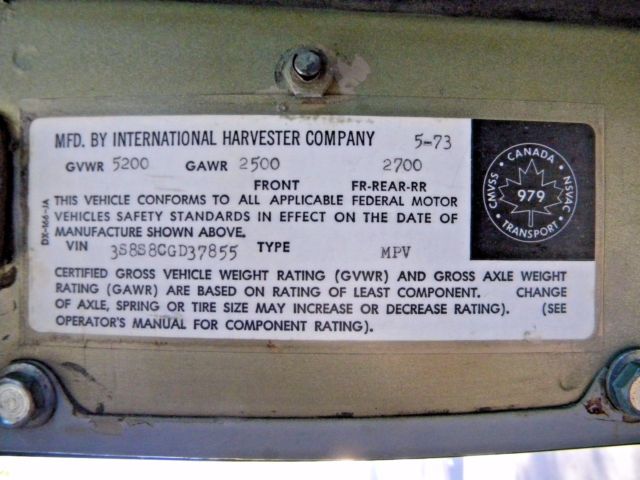 MFD. BY INTERNATIONAL HARVESTER COMPANY 5-73
GVWR 5200 GAWR 2500 2700
FRONT FR-REAR-RR
THIS VEHICLE CONFORMS TO ALL APPLICABLE FEDERAL MOTOR
VEHICLES SAFETY STANDARDS IN EFFECT ON THE DATE OF
MANUFACTURE SHOWN ABOVE.
VIN 3S8S8CGD37855 TYPE MPV
CERTIFIED GROSS VEHICLE WEIGHT RATING (GVWR) AND GROSS AXLE WEIGHT
RATING (GAWR) ARE BASED ON RATING OF LEAST COMPONENT. CHANGE
OF AXLE, SPRING OR TIRE SIZE MAY INCREASE OR DECREASE RATING). (SEE
OPERATOR'S MANUAL FOR COMPONENT RATING).
DX-166-1A
CANADA
CMVSS
NSVAC
979
TRANSPORT